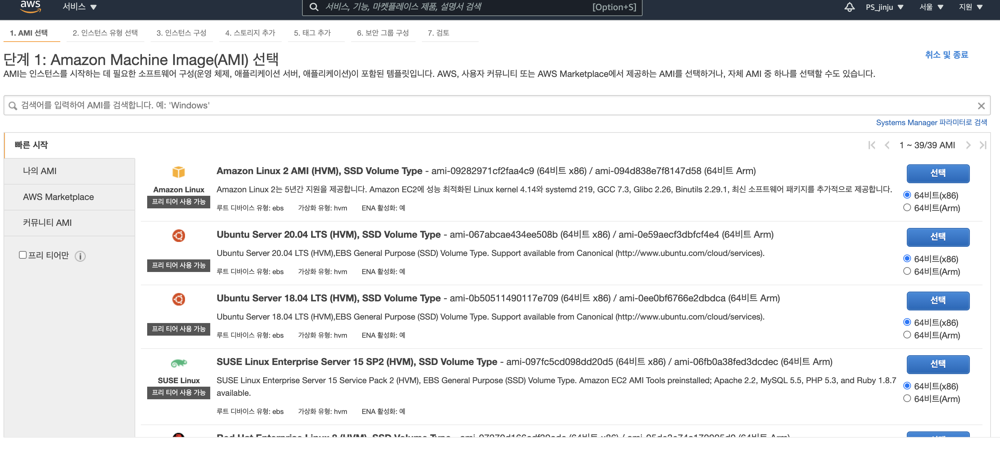 aws
서비스 ▼
서비스, 기능, 마켓플레이스 제품, 설명서 검색 [Option+S]
PS_jinju ▼ 서울 ▼ 지원 ▼
1. AMI 선택 2. 인스턴스 유형 선택 3. 인스턴스 구성 4. 스토리지 추가 5. 태그 추가 6. 보안 그룹 구성 7. 검토
단계 1: Amazon Machine Image(AMI) 선택
취소 및 종료
AMI는 인스턴스를 시작하는 데 필요한 소프트웨어 구성(운영 체제, 애플리케이션 서버, 애플리케이션)이 포함된 템플릿입니다. AWS, 사용자 커뮤니티 또는 AWS Marketplace에서 제공하는 AMI를 선택하거나, 자체 AMI 중 하나를 선택할 수도 있습니다.
검색어를 입력하여 AMI를 검색합니다. 예: 'Windows'
Systems Manager 파라미터로 검색
빠른 시작
1 ~ 39/39 AMI
나의 AMI
AWS Marketplace
커뮤니티 AMI
프리 티어만
Amazon Linux
프리 티어 사용 가능
Amazon Linux 2 AMI (HVM), SSD Volume Type - ami-09282971cf2faa4c9 (64비트 x86) / ami-094d838e7f8147d58 (64비트 Arm)
Amazon Linux 2는 5년간 지원을 제공합니다. Amazon EC2에 성능 최적화된 Linux kernel 4.14와 systemd 219, GCC 7.3, Glibc 2.26, Binutils 2.29.1, 최신 소프트웨어 패키지를 추가적으로 제공합니다.
루트 디바이스 유형: ebs 가상화 유형: hvm ENA 활성화: 예
선택
64비트(x86)
64비트(Arm)
프리 티어 사용 가능
Ubuntu Server 20.04 LTS (HVM), SSD Volume Type - ami-067abcae434ee508b (64비트 x86) / ami-0e59aecf3dbfcf4e4 (64비트 Arm)
Ubuntu Server 20.04 LTS (HVM),EBS General Purpose (SSD) Volume Type. Support available from Canonical (http://www.ubuntu.com/cloud/services).
루트 디바이스 유형: ebs 가상화 유형: hvm ENA 활성화: 예
선택
64비트(x86)
64비트(Arm)
프리 티어 사용 가능
Ubuntu Server 18.04 LTS (HVM), SSD Volume Type - ami-0b50511490117e709 (64비트 x86) / ami-0ee0bf6766e2dbdca (64비트 Arm)
Ubuntu Server 18.04 LTS (HVM),EBS General Purpose (SSD) Volume Type. Support available from Canonical (http://www.ubuntu.com/cloud/services).
루트 디바이스 유형: ebs 가상화 유형: hvm ENA 활성화: 예
선택
64비트(x86)
64비트(Arm)
SUSE Linux
프리 티어 사용 가능
SUSE Linux Enterprise Server 15 SP2 (HVM), SSD Volume Type - ami-097fc5cd098dd20d5 (64비트 x86) / ami-06fb0a38fed3dcdec (64비트 Arm)
SUSE Linux Enterprise Server 15 Service Pack 2 (HVM), EBS General Purpose (SSD) Volume Type. Amazon EC2 AMI Tools preinstalled; Apache 2.2, MySQL 5.5, PHP 5.3, and Ruby 1.8.7
available.
루트 디바이스 유형: ebs 가상화 유형: hvm ENA 활성화: 예
선택
64비트(x86)
64비트(Arm)
Red Hat Enterprise Linux 8 (HVM), SSD Volume Type